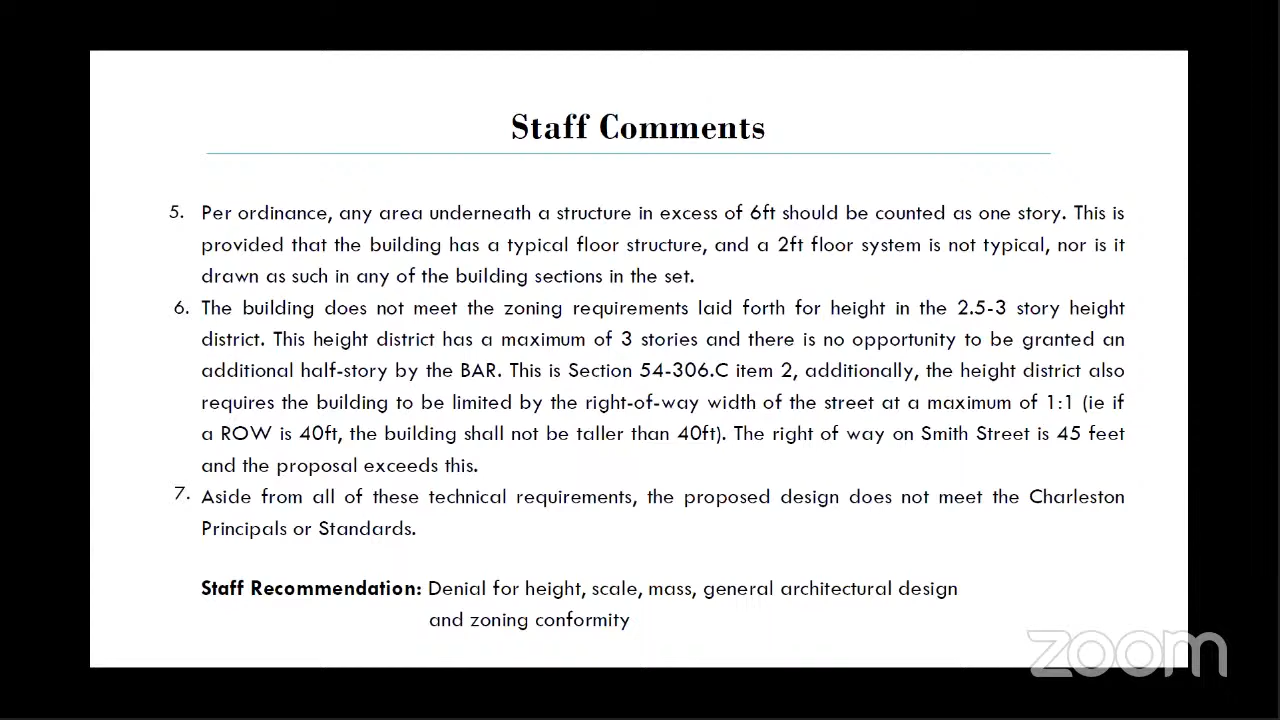 Staff Comments
5. Per ordinance, any area underneath a structure in excess of 6ft should be counted as one story. This is
provided that the building has a typical floor structure, and a 2ft floor system is not typical, nor is it
drawn as such in any of the building sections in the set.
6. The building does not meet the zoning requirements laid forth for height in the 2.5-3 story height
district. This height district has a maximum of 3 stories and there is no opportunity to be granted an
additional half-story by the BAR. This is Section 54-306.C item 2, additionally, the height district also
requires the building to be limited by the right-of-way width of the street at a maximum of 1:1 (ie if
a ROW is 40ft, the building shall not be taller than 40ft). The right of way on Smith Street is 45 feet
and the proposal exceeds this.
7. Aside from all of these technical requirements, the proposed design does not meet the Charleston
Principals or Standards.
Staff Recommendation: Denial for height, scale, mass, general architectural design
and zoning conformity
zoom